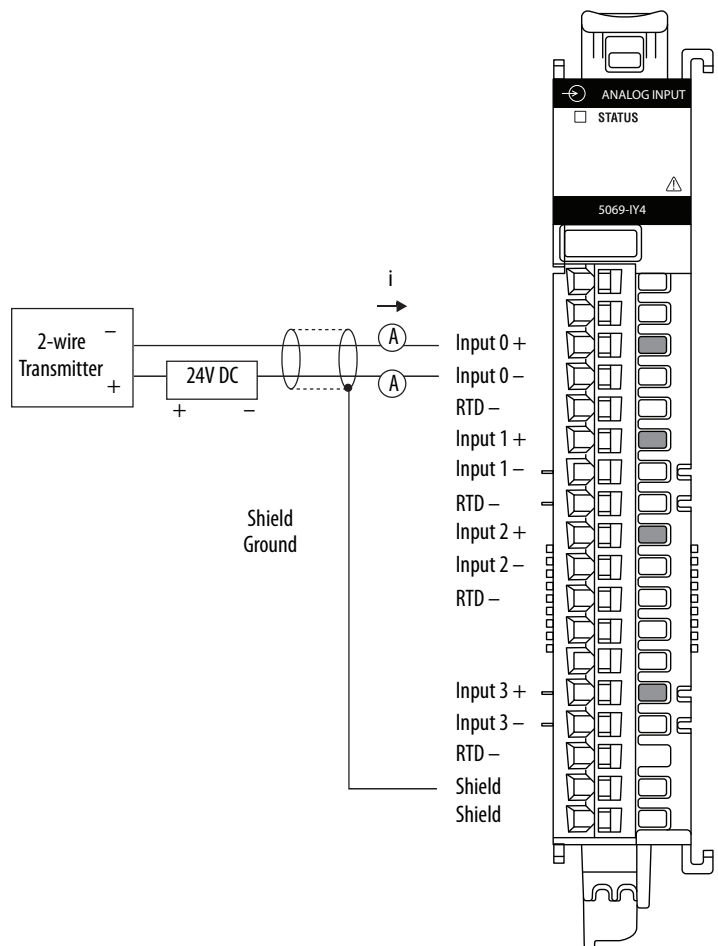 ANALOG INPUT
STATUS
5069-IY4
i
2-wire
Transmitter
−
+
24V DC
+ −
A
A
Input 0 +
Input 0 −
RTD −
Input 1 +
Input 1 −
RTD −
Input 2 +
Input 2 −
RTD −
Input 3 +
Input 3 −
RTD −
Shield
Shield
Shield
Ground